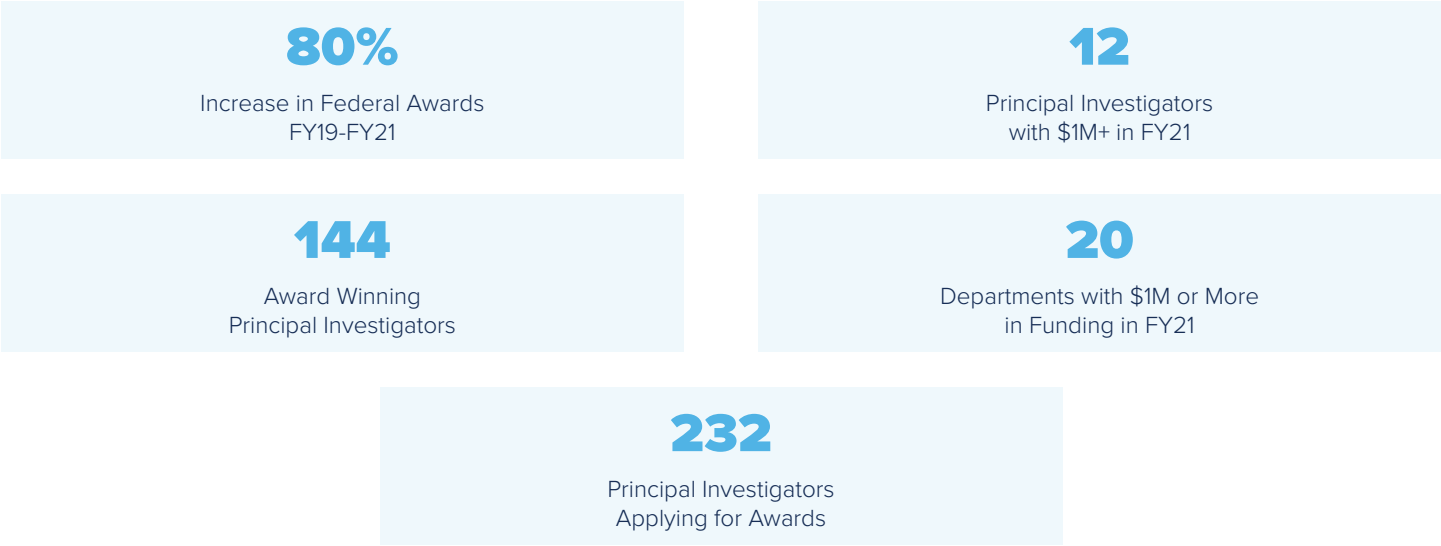 80%
Increase in Federal Awards
FY19-FY21
12
Principal Investigators
with $1M+ in FY21
144
Award Winning
Principal Investigators
20
Departments with $1M or More
in Funding in FY21
232
Principal Investigators
Applying for Awards